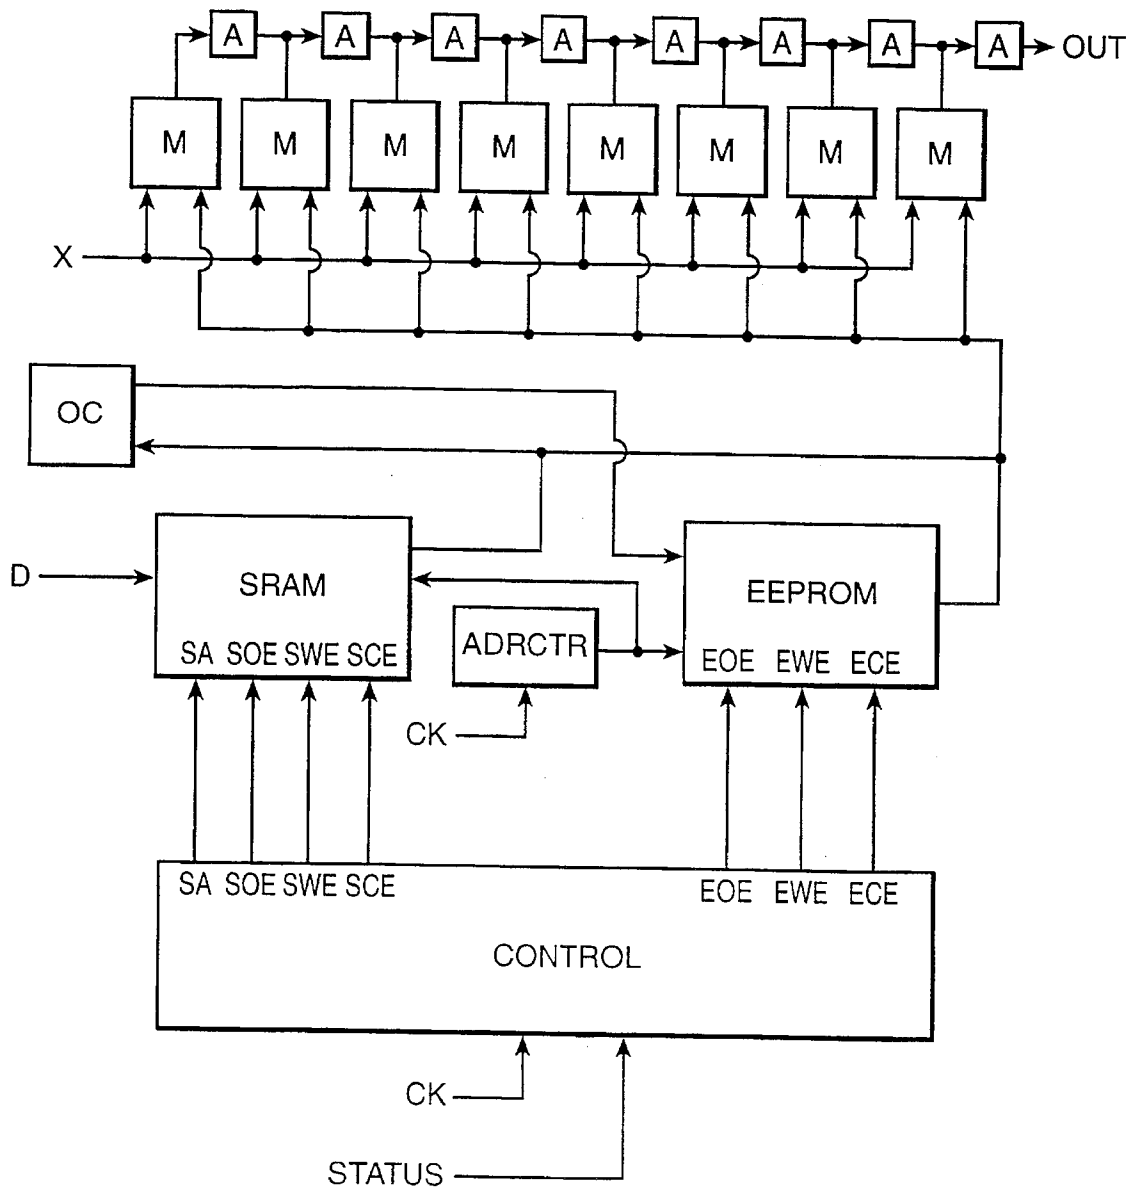 A A A A A A A A OUT
M M M M M M M M
X
OC
D
SRAM
EEPROM
SA SOE SWE SCE
ADRCTR
EOE EWE ECE
CK
SA SOE SWE SCE
EOE EWE ECE
CONTROL
CK
STATUS